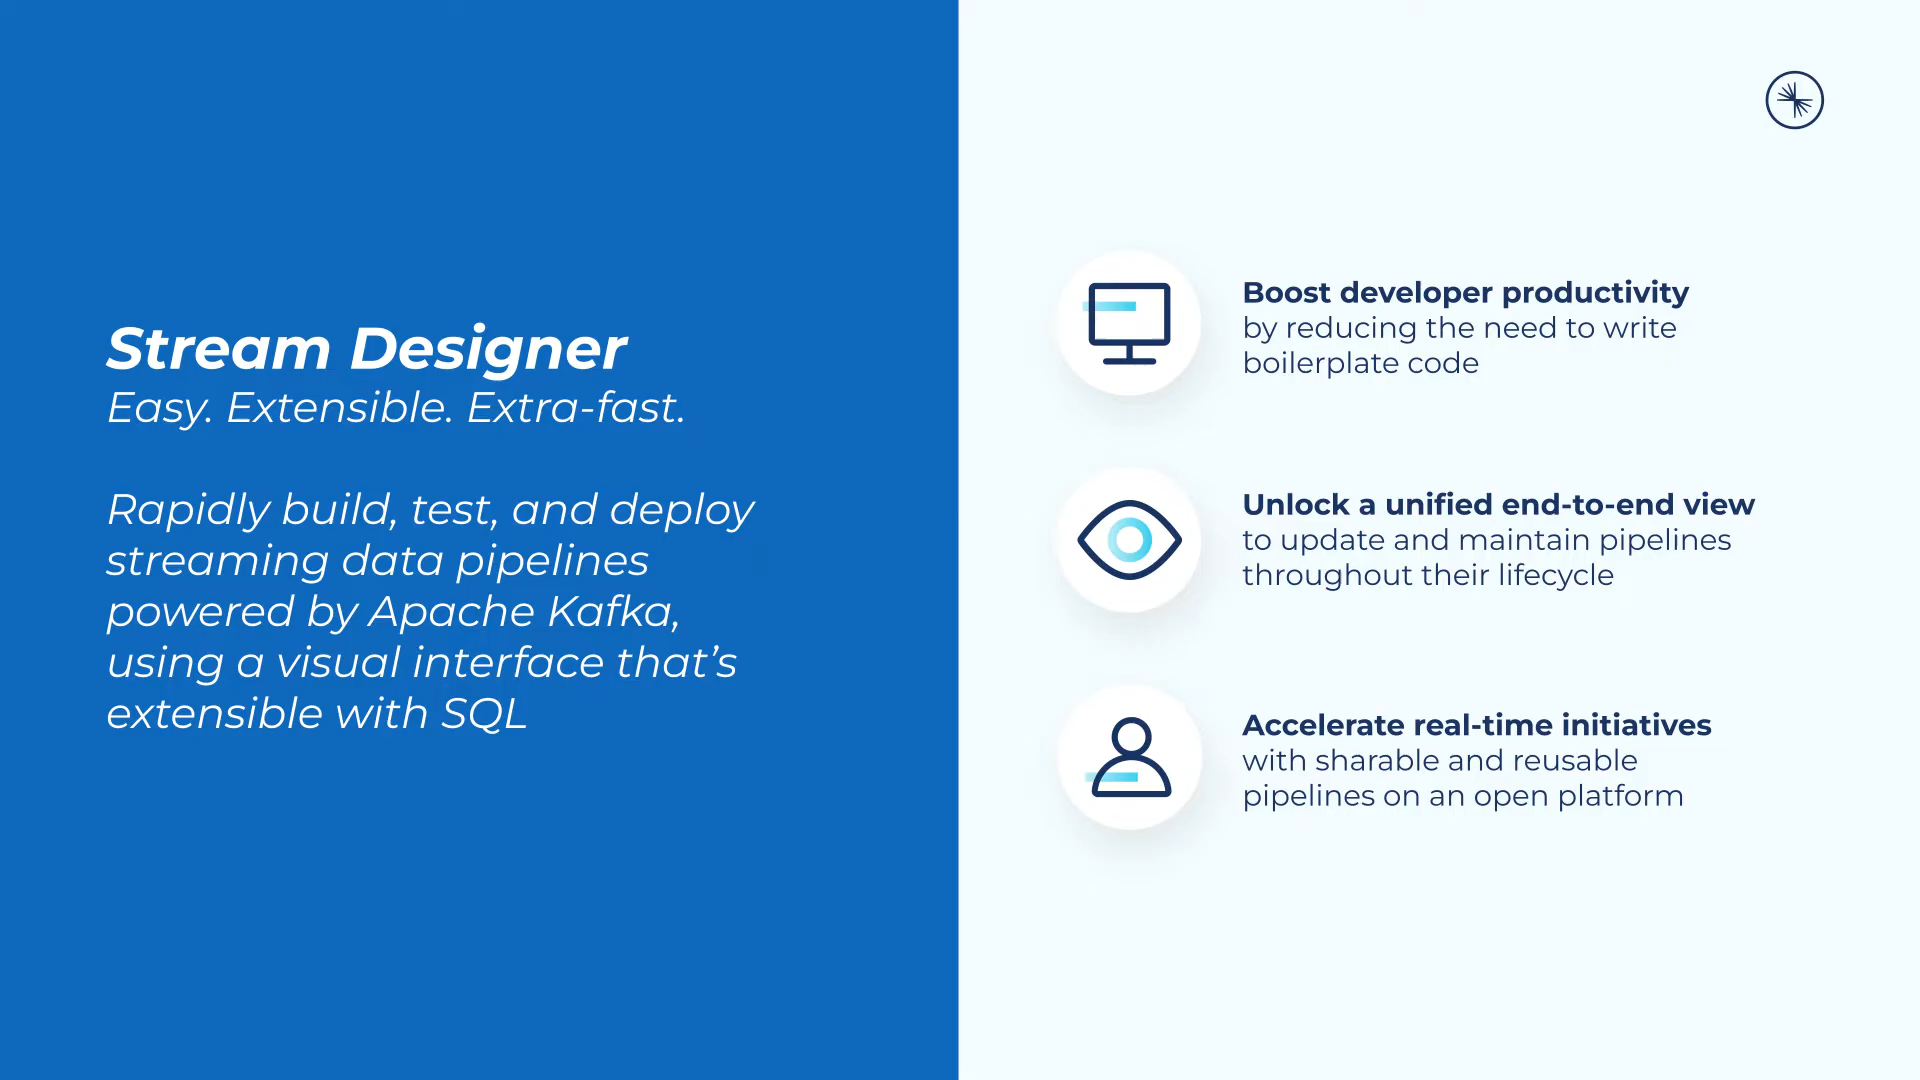 Stream Designer
Easy. Extensible. Extra-fast.
Rapidly build, test, and deploy
streaming data pipelines
powered by Apache Kafka,
using a visual interface that’s
extensible with SQL
Boost developer productivity
by reducing the need to write
boilerplate code
Unlock a unified end-to-end view
to update and maintain pipelines
throughout their lifecycle
Accelerate real-time initiatives
with sharable and reusable
pipelines on an open platform